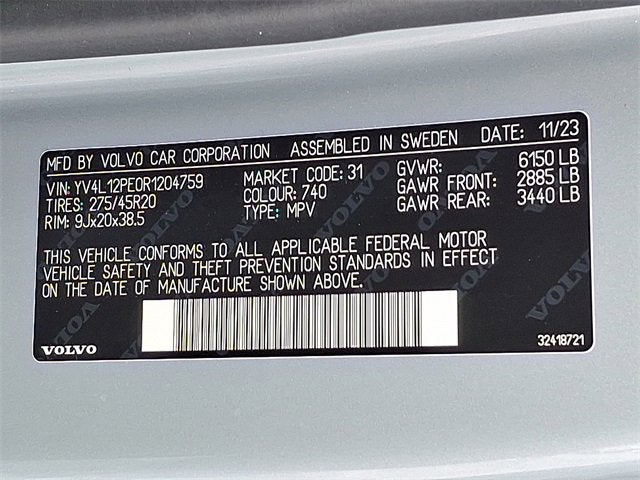 MFD BY VOLVO CAR CORPORATION ASSEMBLED IN SWEDEN DATE: 11/23
VIN: YV4L12PE0R1204759 MARKET CODE: 31 GVWR: 6150 LB
TIRES: 275/45R20 COLOUR: 740 GAWR FRONT: 2885 LB
RIM: 9Jx20x38.5 TYPE: MPV GAWR REAR: 3440 LB
THIS VEHICLE CONFORMS TO ALL APPLICABLE FEDERAL MOTOR
VEHICLE SAFETY AND THEFT PREVENTION STANDARDS IN EFFECT
ON THE DATE OF MANUFACTURE SHOWN ABOVE.
VOLVO 32418721